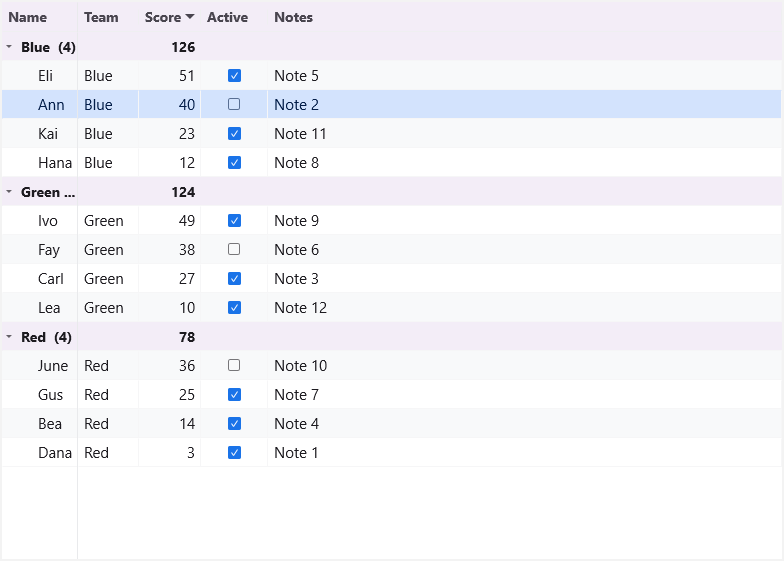 Name Team Score Active Notes
Blue (4) 126
Eli Blue 51 Note 5
Ann Blue 40 Note 2
Kai Blue 23 Note 11
Hana Blue 12 Note 8
Green ... 124
Ivo Green 49 Note 9
Fay Green 38 Note 6
Carl Green 27 Note 3
Lea Green 10 Note 12
Red (4) 78
June Red 36 Note 10
Gus Red 25 Note 7
Bea Red 14 Note 4
Dana Red 3 Note 1